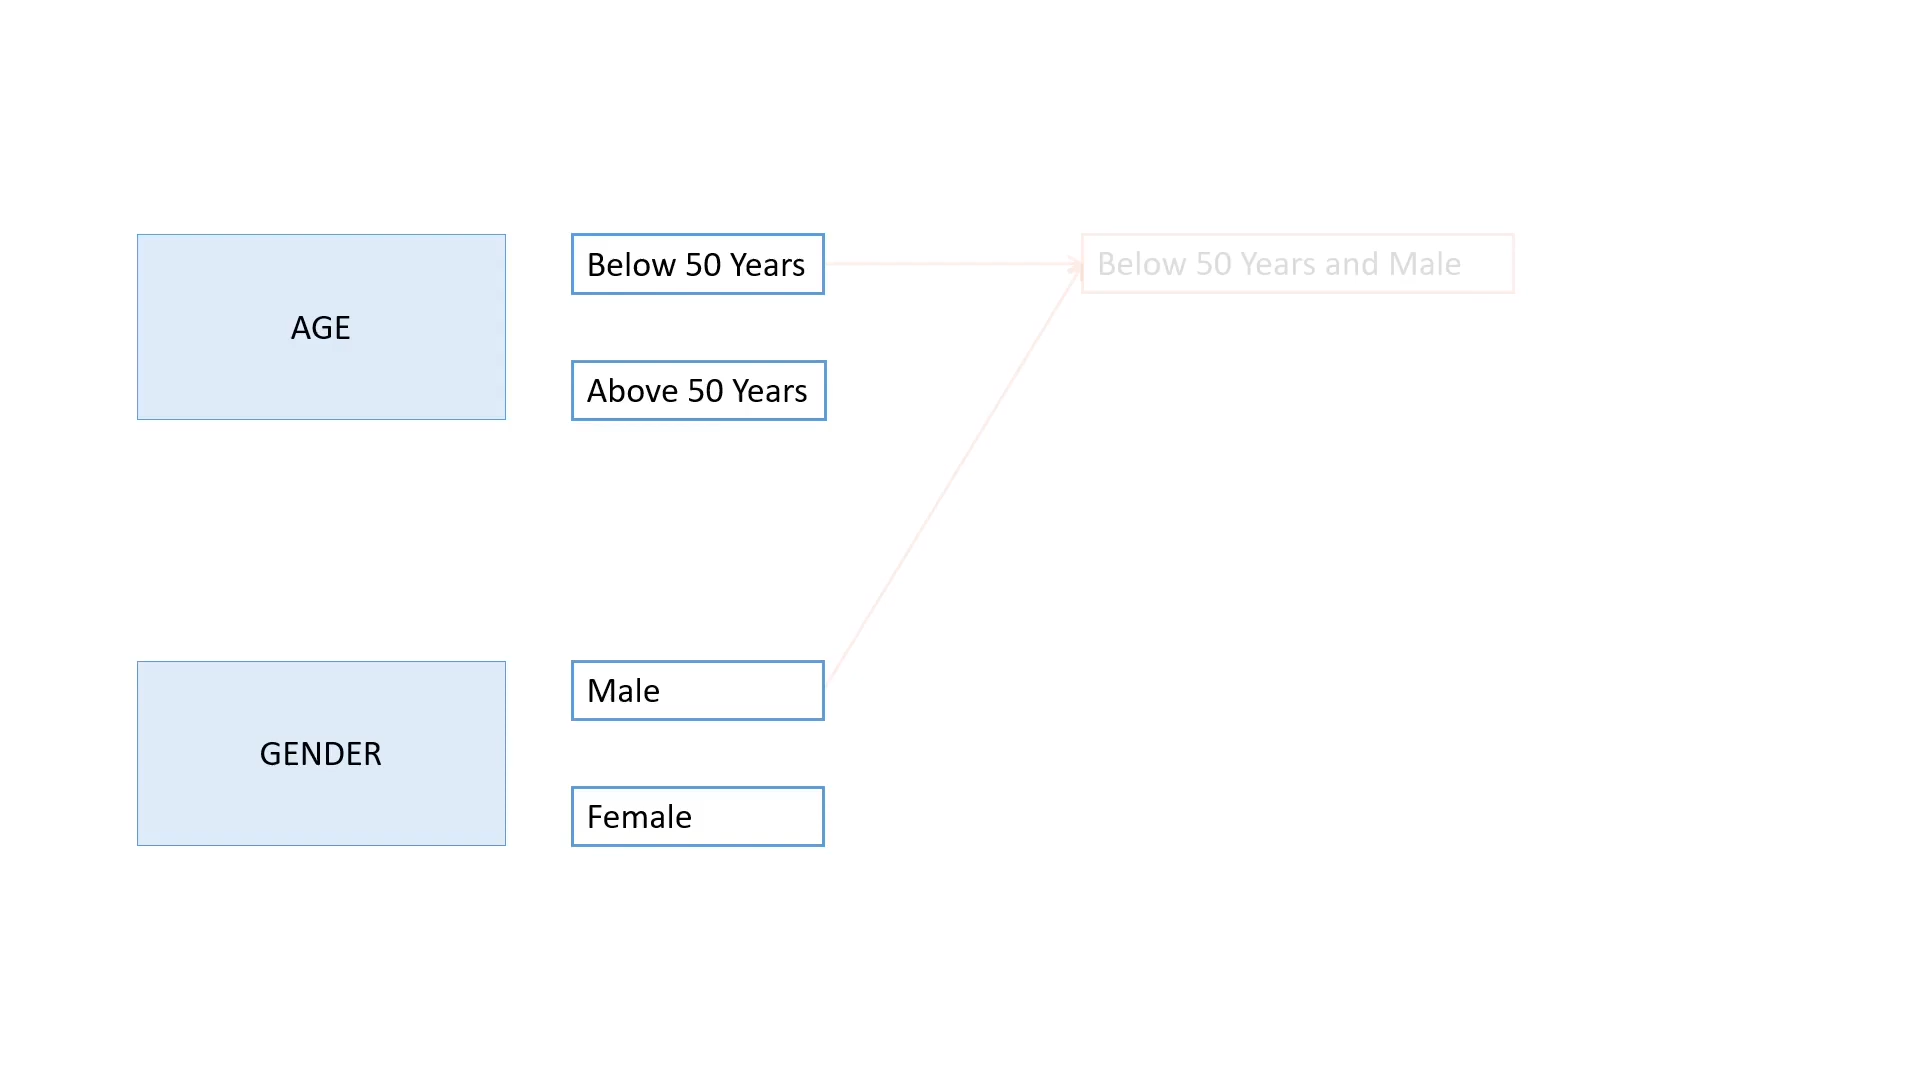 AGE
Below 50 Years
Above 50 Years
Below 50 Years and Male
GENDER
Male
Female